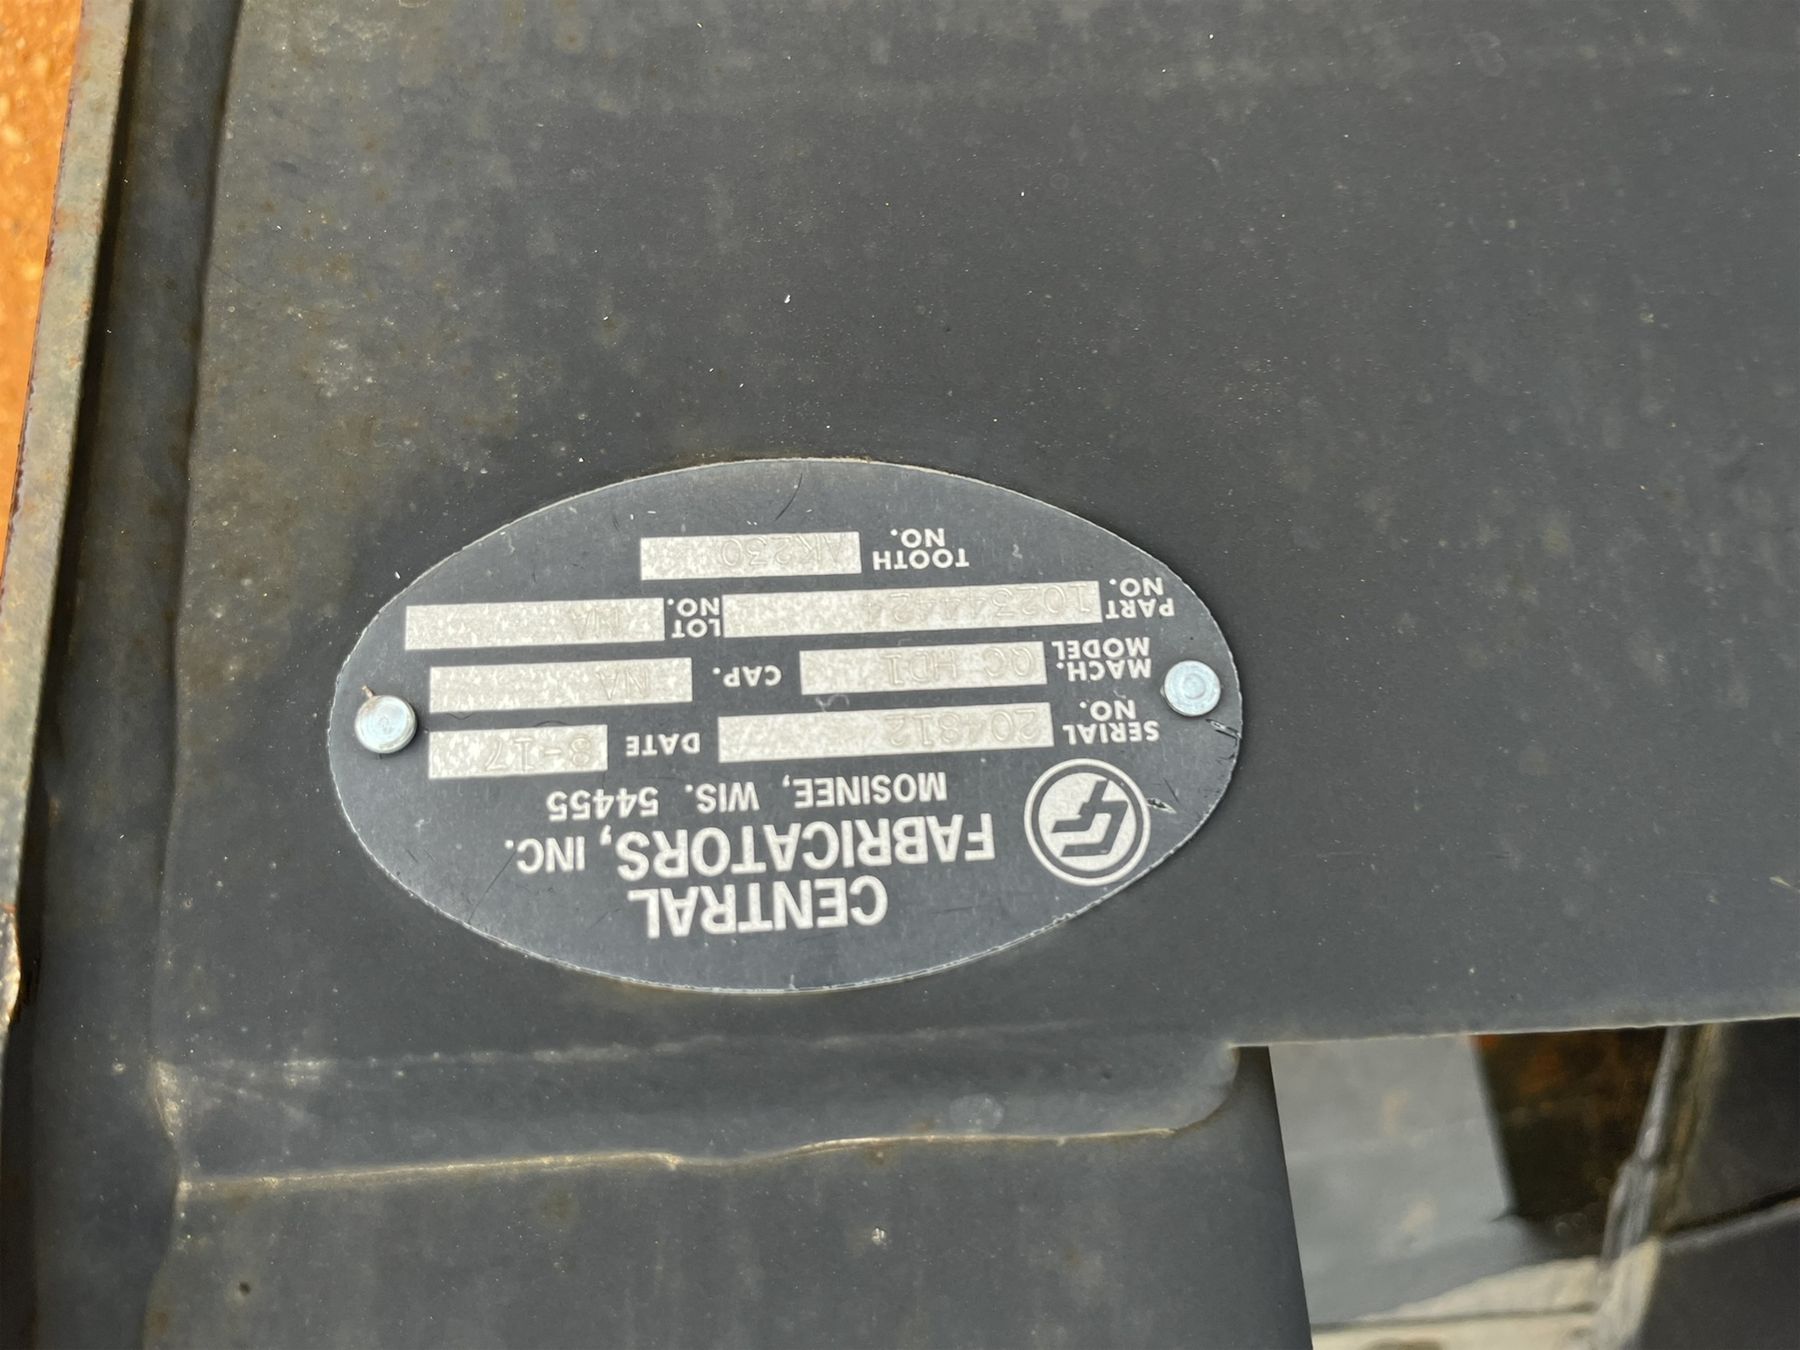 CENTRAL
FABRICATORS, INC.
MOSINEE, WIS. 54455
SERIAL NO. 204812 DATE 8-17
MACH. MODEL QC HD1 CAP. NA
PART NO. 10234424 LOT NO. NA
TOOTH NO. AK230